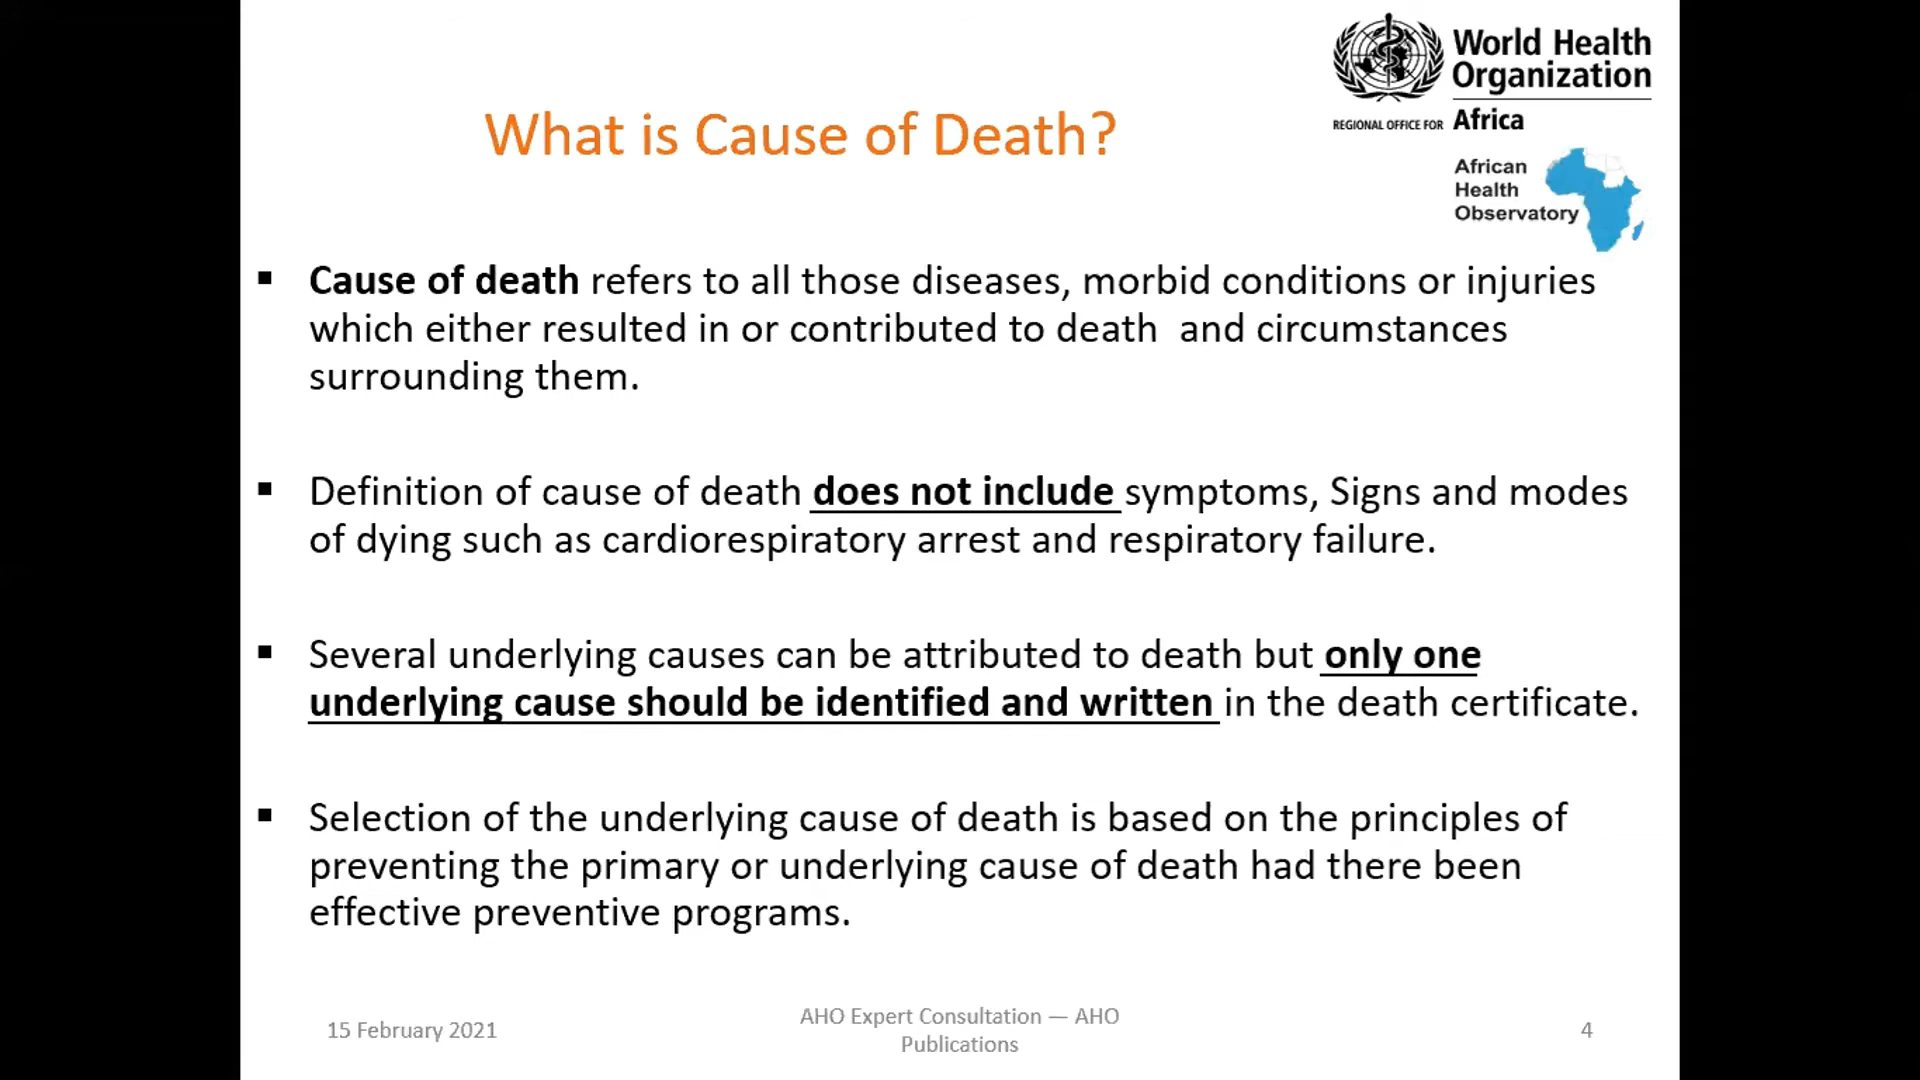 World Health
Organization
REGIONAL OFFICE FOR Africa
African
Health
Observatory
What is Cause of Death?
▪ Cause of death refers to all those diseases, morbid conditions or injuries
which either resulted in or contributed to death and circumstances
surrounding them.
▪ Definition of cause of death does not include symptoms, Signs and modes
of dying such as cardiorespiratory arrest and respiratory failure.
▪ Several underlying causes can be attributed to death but only one
underlying cause should be identified and written in the death certificate.
▪ Selection of the underlying cause of death is based on the principles of
preventing the primary or underlying cause of death had there been
effective preventive programs.
15 February 2021
AHO Expert Consultation — AHO
Publications
4